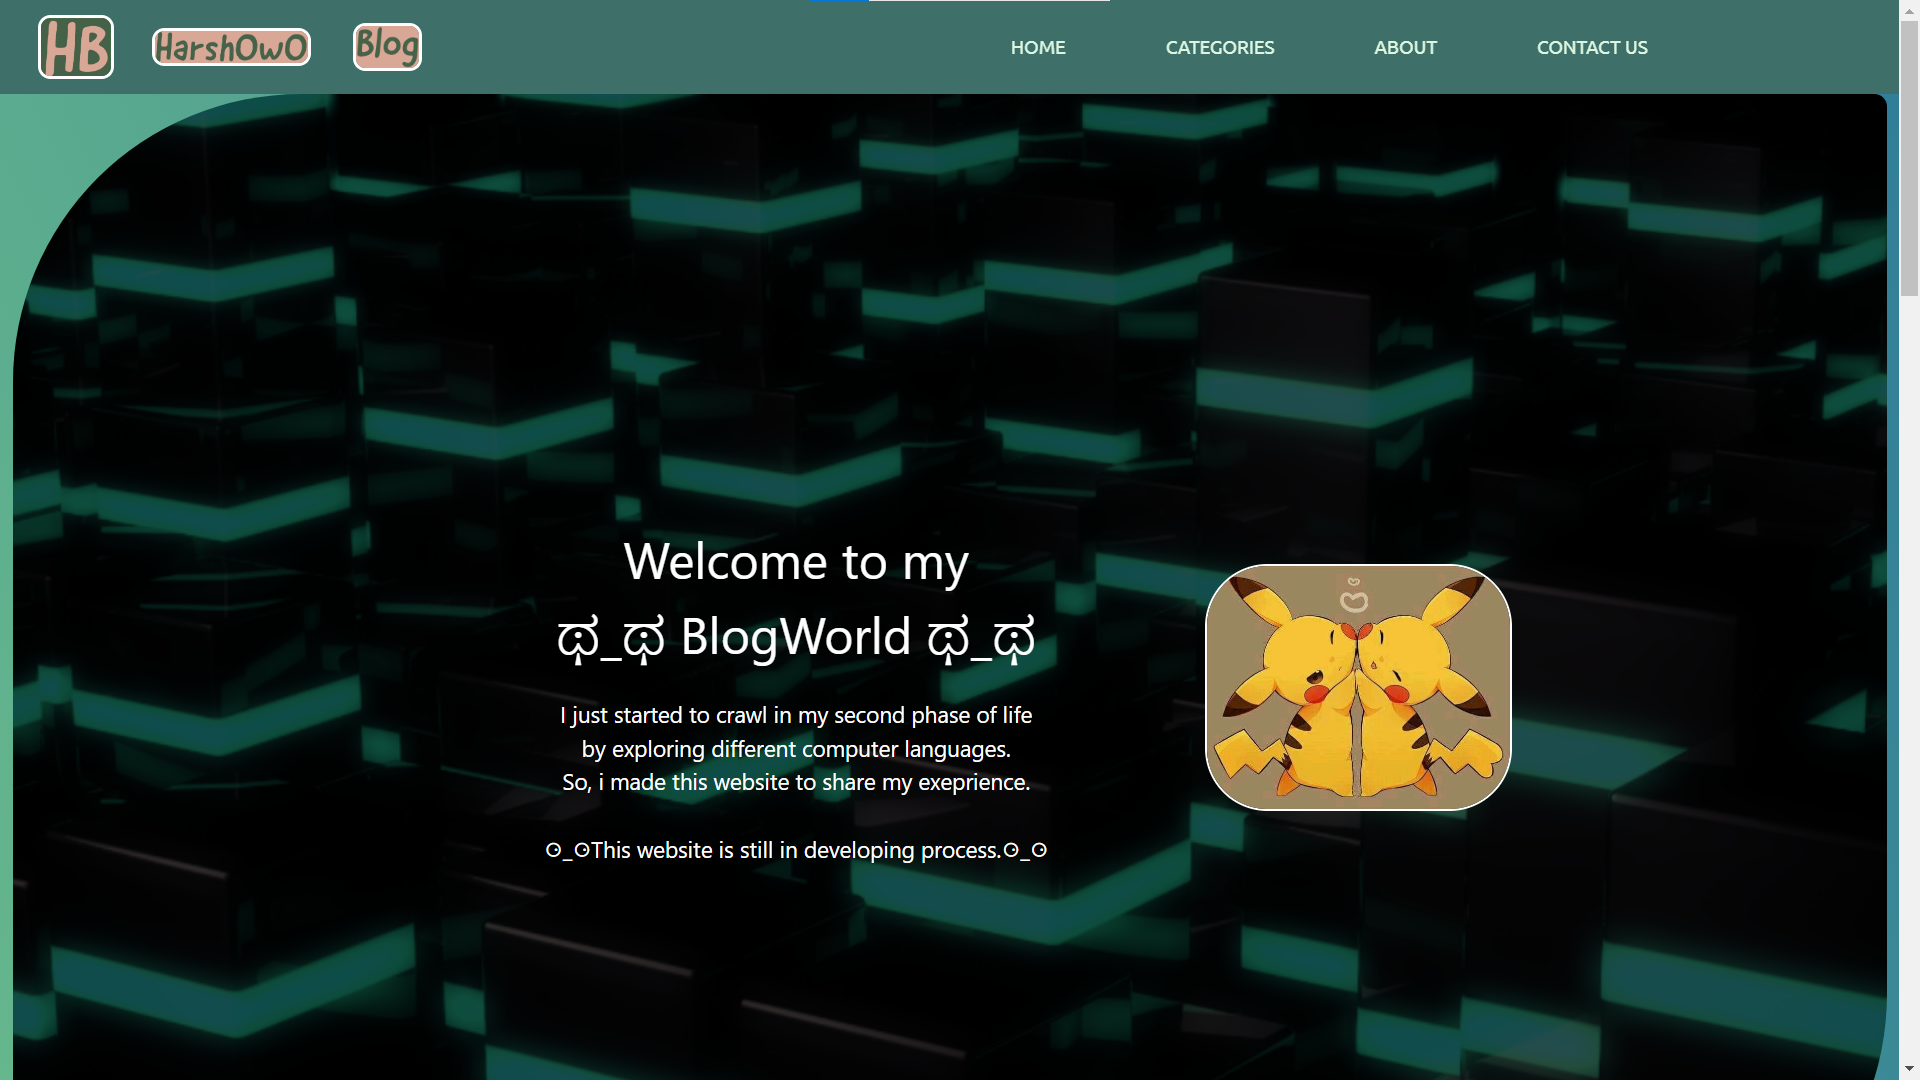 HB
HarshOwO
Blog
HOME
CATEGORIES
ABOUT
CONTACT US
Welcome to my
ಥ_ಥ BlogWorld ಥ_ಥ
I just started to crawl in my second phase of life
by exploring different computer languages.
So, i made this website to share my exeprience.
ʘ_ʘThis website is still in developing process.ʘ_ʘ